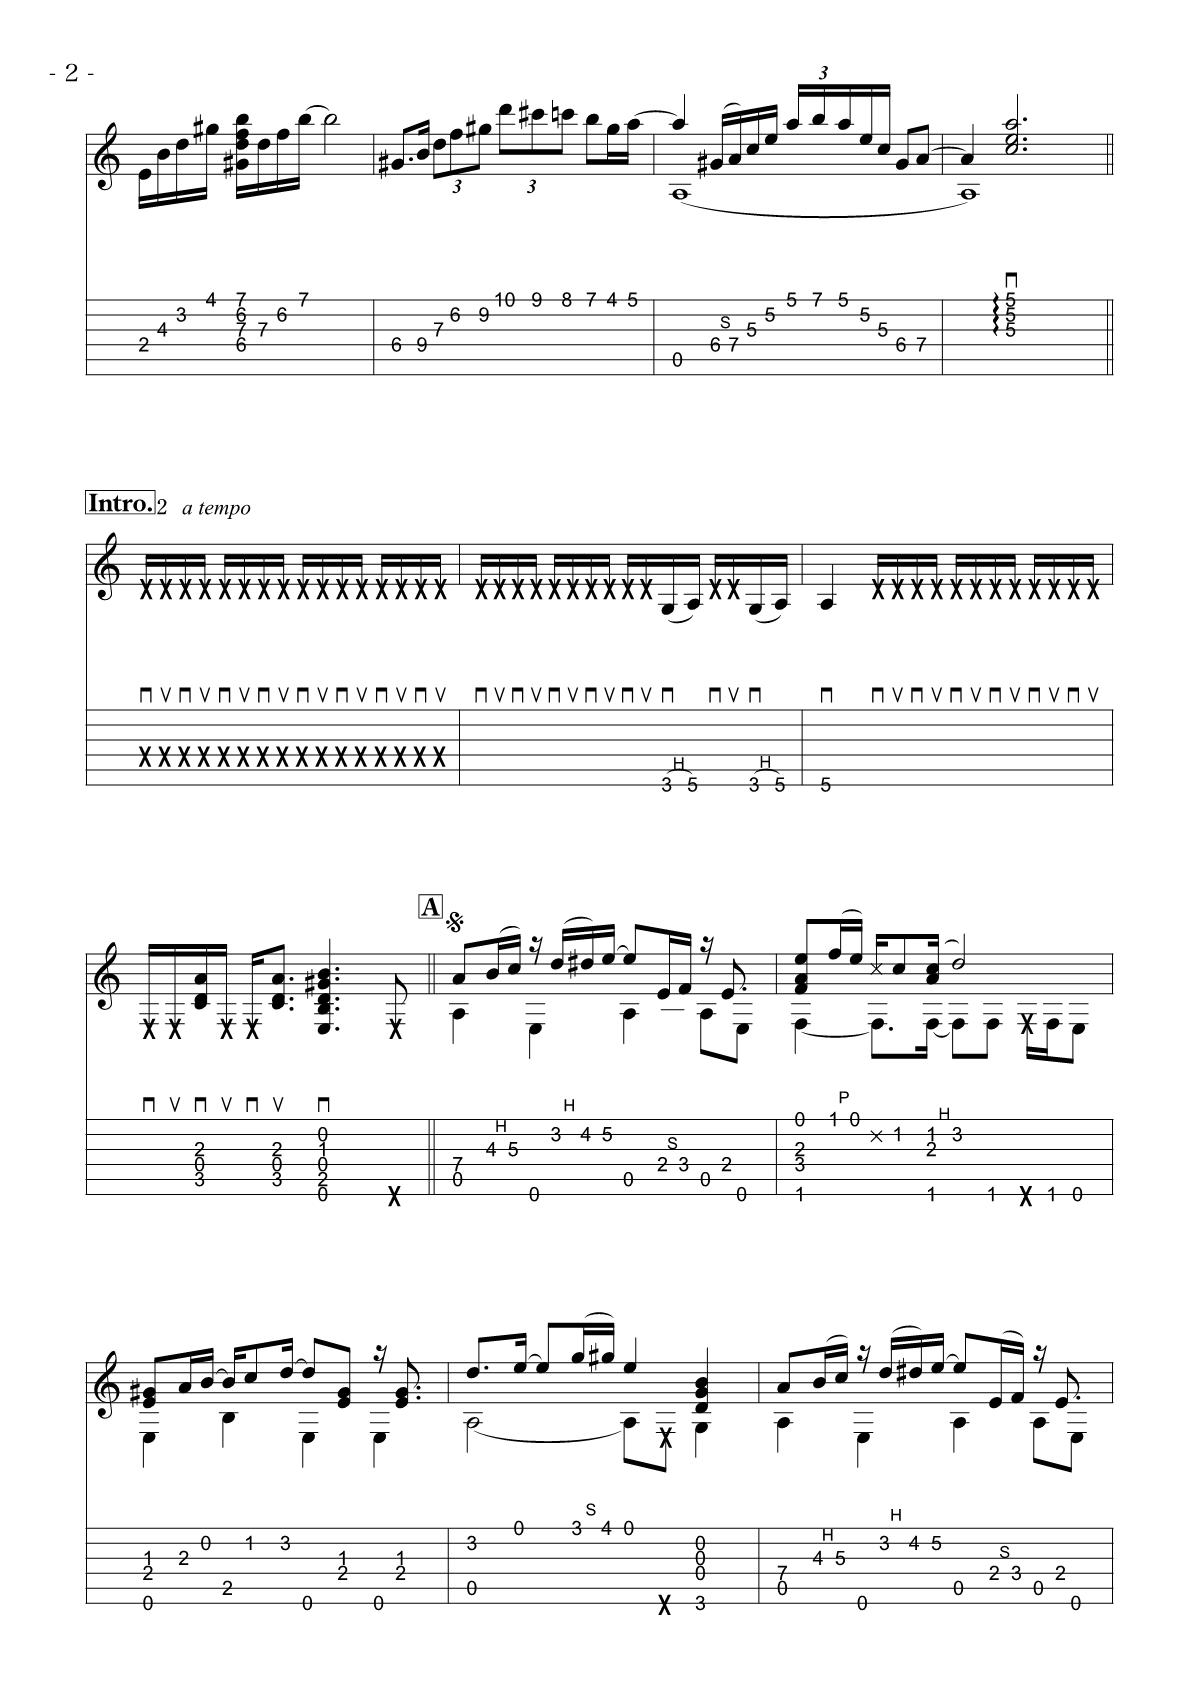 - 2 -
3
3 3
4 7 7 10 9 8 7 4 5 5 7 5 5
3 6 6 6 9 5 5 5
4 7 7 7 S 5 5 5
2 6 6 9 6 7 6 7
0
Intro. 2 a tempo
H H
3 5 3 5 5
A
P
H H H
0 1 0
0 3 4 5 1 1 3
2 2 1 4 5 S 2 2
0 0 0 7 2 3 2 3
3 3 2 0 0 0
0 0 0 1 1 1 1 0
S H
0 3 4 0 H
0 1 3 3 0 3 4 5
1 2 1 1 0 4 5 S
2 2 2 0 7 2 3 2
2 0 0 0 0
0 0 0 3 0 0